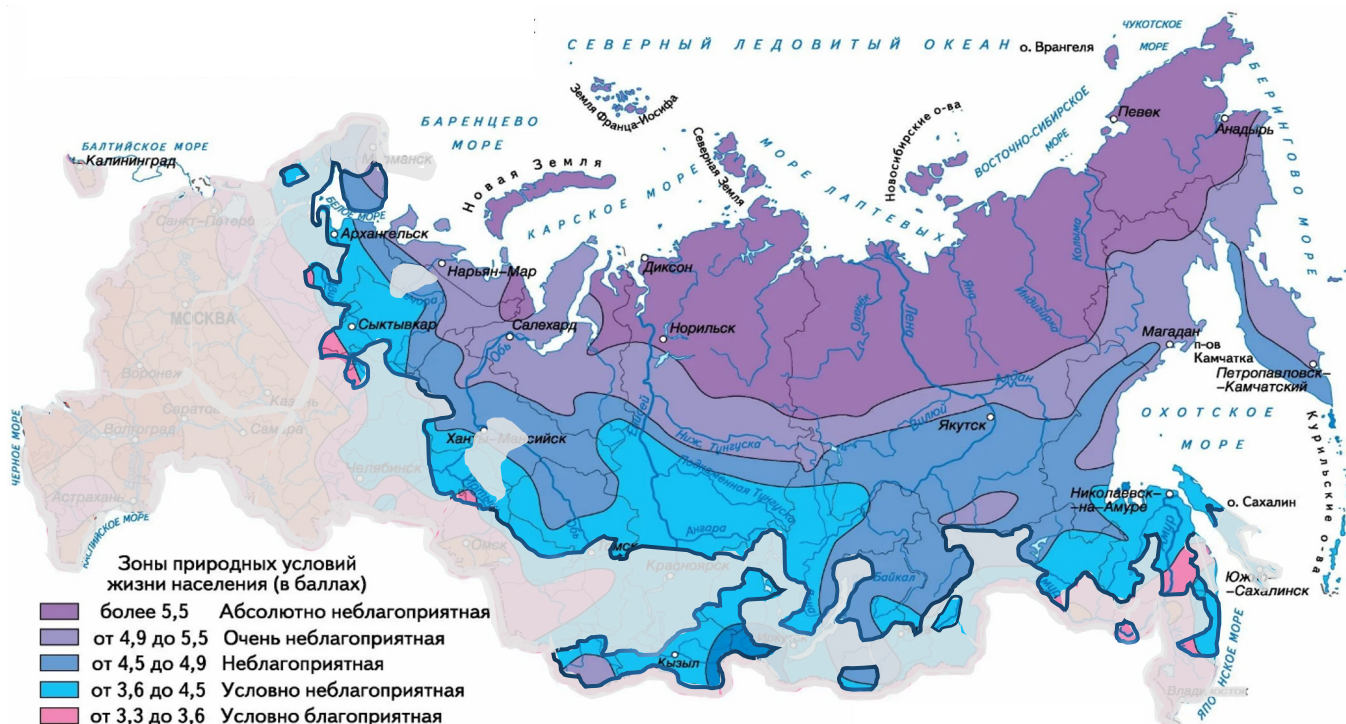 СЕВЕРНЫЙ ЛЕДОВИТЫЙ ОКЕАН
о. Врангеля
ЧУКОТСКОЕ
МОРЕ
БЕРИНГОВО МОРЕ
Земля Франца-Иосифа
БАРЕНЦЕВО
МОРЕ
Новосибирские о-ва
ВОСТОЧНО-СИБИРСКОЕ
МОРЕ
Певек
Анадырь
БАЛТИЙСКОЕ МОРЕ
Калининград
Мурманск
Новая Земля
Северная Земля
МОРЕ ЛАПТЕВЫХ
КАРСКОЕ МОРЕ
Санкт-Петерб
БЕЛОЕ МОРЕ
Архангельск
Нарьян-Мар
Диксон
Колыма
Индигирка
Яна
Лена
Оленёк
МОСКВА
Сыктывкар
Салехард
Обь
Норильск
Магадан
п-ов
Камчатка
Петропавловск-
-Камчатский
Воронеж
Казань
Саратов
Самара
Волгоград
Енисей
Алдан
Вилюй
Якутск
ОХОТСКОЕ
МОРЕ
Курильские о-ва
ЧЕРНОЕ МОРЕ
Ханты-Мансийск
Ниж. Тунгуска
Подкаменная Тунгуска
Челябинск
Астрахань
Николаевск-
-на-Амуре
о. Сахалин
Амур
Ангара
Обь
Омск
Красноярск
Байкал
Южно
-Сахалинск
Кызыл
Владивосток
ЯПОНСКОЕ МОРЕ
Зоны природных условий
жизни населения (в баллах)
более 5,5 Абсолютно неблагоприятная
от 4,9 до 5,5 Очень неблагоприятная
от 4,5 до 4,9 Неблагоприятная
от 3,6 до 4,5 Условно неблагоприятная
от 3,3 до 3,6 Условно благоприятная